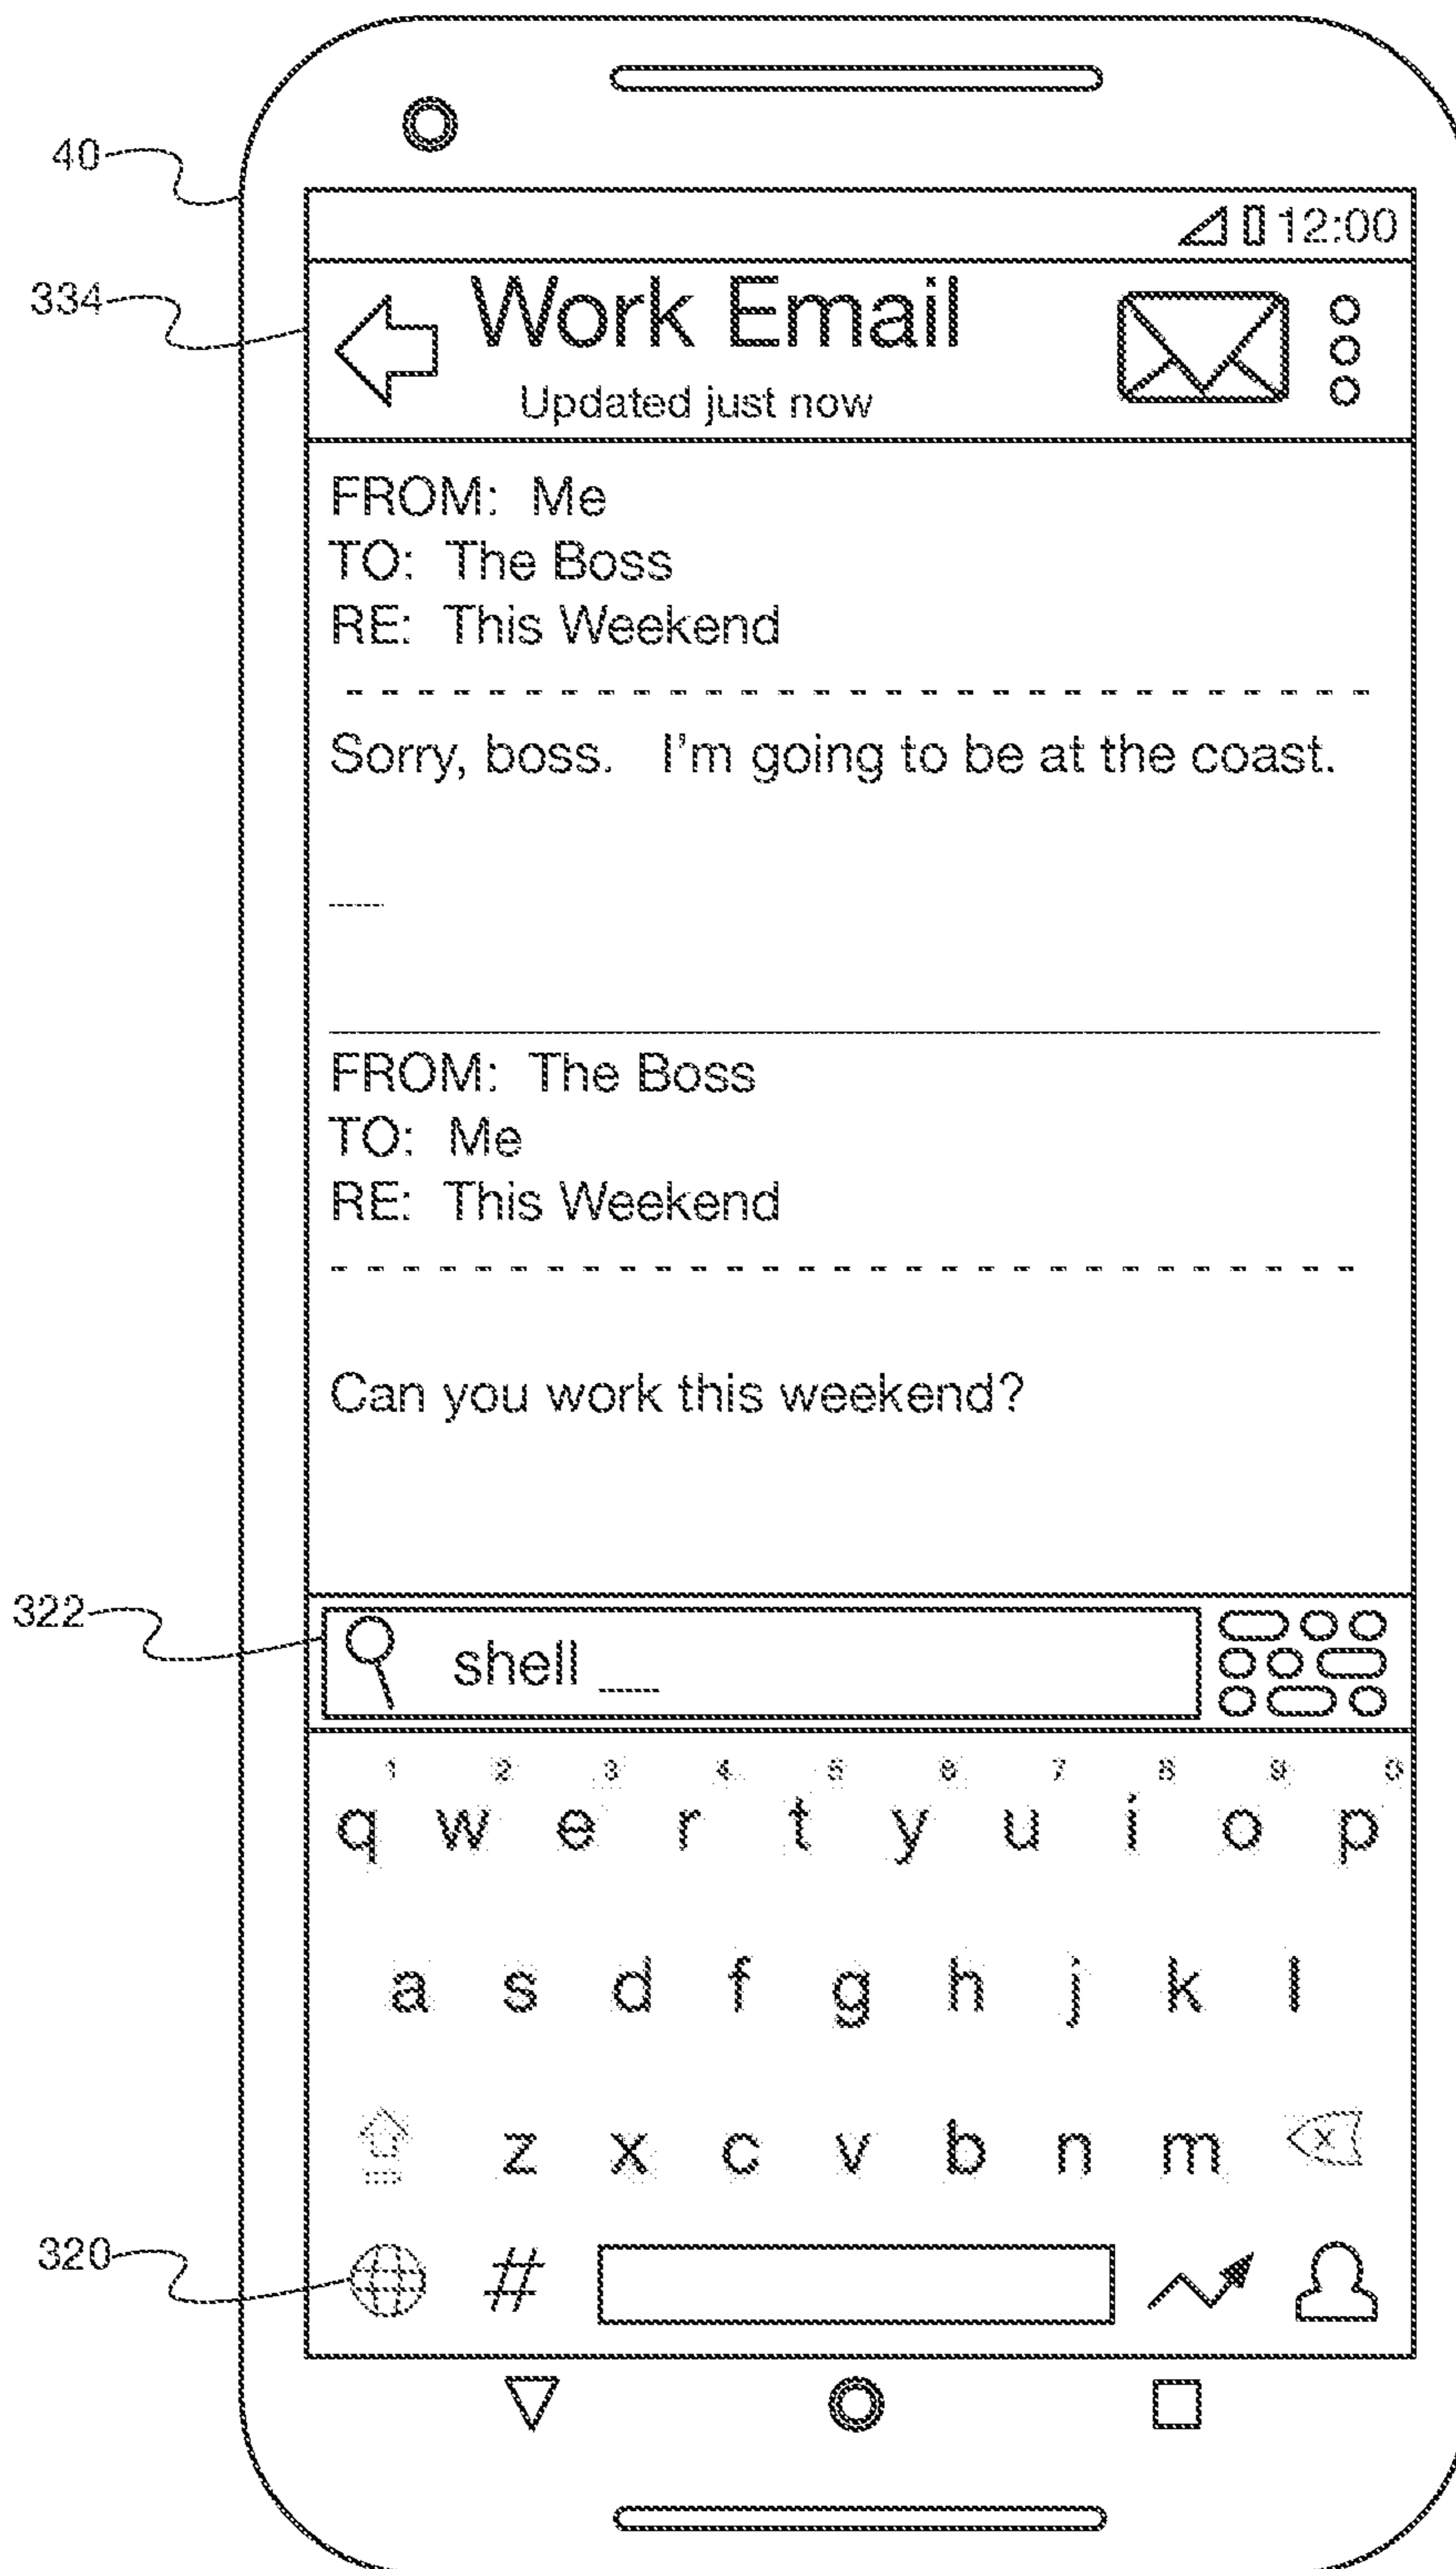 40
12:00
334
Work Email
Updated just now
FROM: Me
TO: The Boss
RE: This Weekend
Sorry, boss. I'm going to be at the coast.
FROM: The Boss
TO: Me
RE: This Weekend
Can you work this weekend?
322
shell
1 2 3 4 5 6 7 8 9 0
q w e r t y u i o p
a s d f g h j k l
z x c v b n m x
320
#